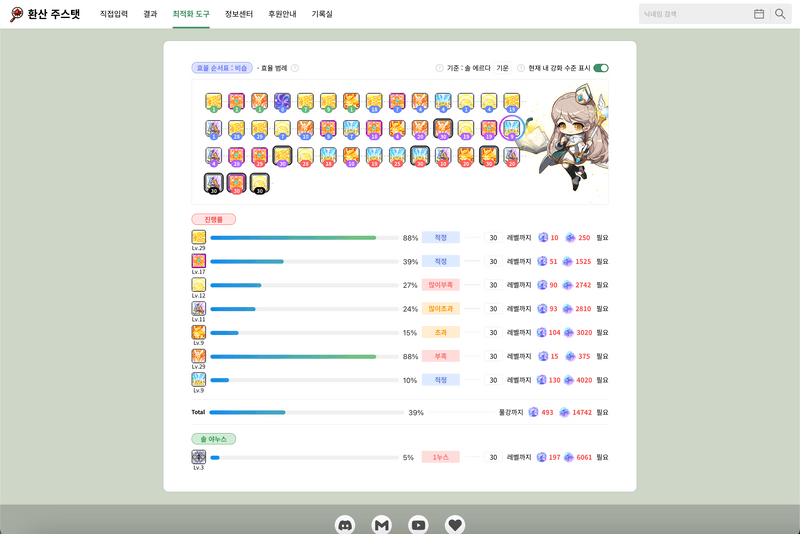 환산 주스탯 직접입력 결과 최적화 도구 정보센터 후원안내 기록실 닉네임 검색
효율 순서표 : 비숍 - 효율 범례 기준 : 솔 에르다 기운 현재 내 강화 수준 표시
진행률
88% 적정 30 레벨까지 10 250 필요
Lv.29
39% 적정 30 레벨까지 51 1525 필요
Lv.17
27% 많이부족 30 레벨까지 90 2742 필요
Lv.12
24% 많이초과 30 레벨까지 93 2810 필요
Lv.11
15% 초과 30 레벨까지 104 3020 필요
Lv.9
88% 부족 30 레벨까지 15 375 필요
Lv.29
10% 적정 30 레벨까지 130 4020 필요
Lv.9
Total 39% 풀강까지 493 14742 필요
솔 야누스
5% 1누스 30 레벨까지 197 6061 필요
Lv.3